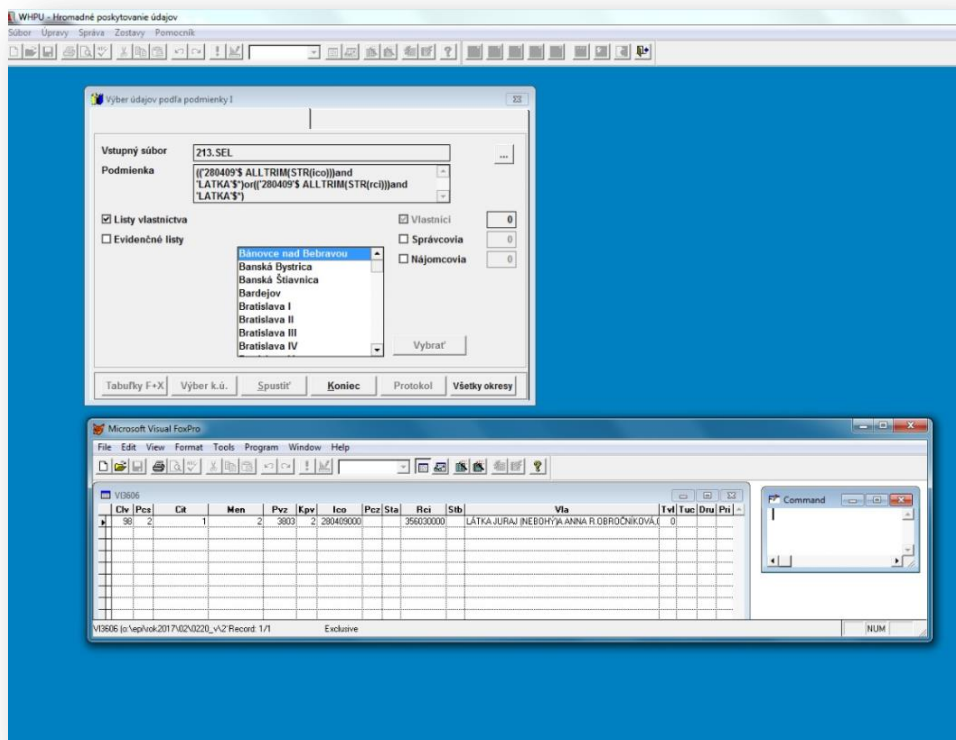 WHPU - Hromadné poskytovanie údajov
Súbor Úpravy Správa Zostavy Pomocník
Výber údajov podľa podmienky I
Vstupný súbor 213.SEL ...
Podmienka (('280409'$ ALLTRIM(STR(ico)))and
'LATKA'$'')or(('280409'$ ALLTRIM(STR(rci)))and
'LATKA'$'')
Listy vlastníctva Vlastníci 0
Evidenčné listy Správcovia 0
Nájomcovia 0
Bánovce nad Bebravou
Banská Bystrica
Banská Štiavnica
Bardejov
Bratislava I
Bratislava II
Bratislava III
Bratislava IV
Vybrať
Tabuľky F+X Výber k.ú. Spustiť Koniec Protokol Všetky okresy
Microsoft Visual FoxPro
File Edit View Format Tools Program Window Help
VI3606
Clv Pcs Cit Men Pvz Kpv Ico Pcz Sta Rci Stb Vla Tvl Tuc Dru Pri
98 2 1 2 3803 2 280409000 356030000 LÁTKA JURAJ (NEBOHÝ)A ANNA R.OBROČNÍKOVÁ,( 0
Command
VI3606 (o:\epi\rok2017\02\0220_v\2' Record: 1/1 Exclusive NUM